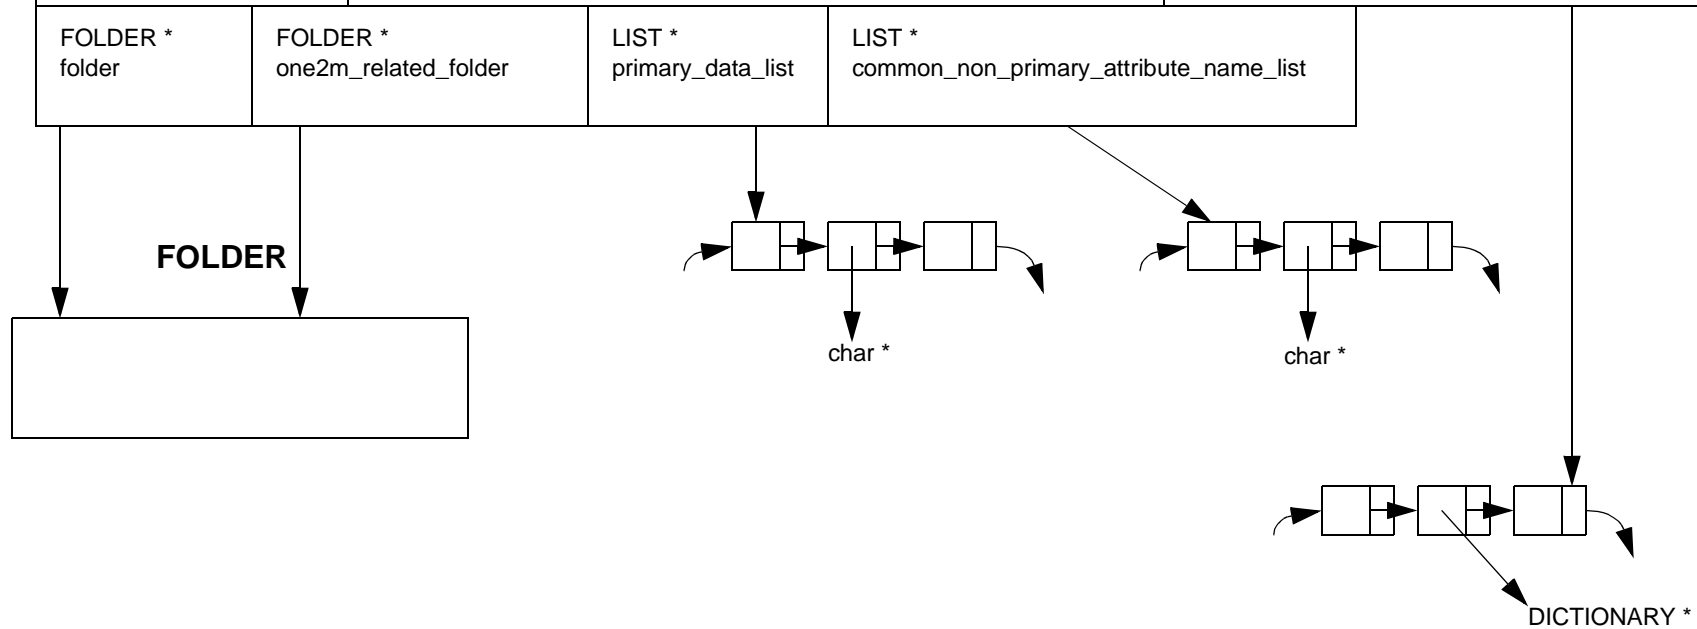 FOLDER *
folder
FOLDER *
one2m_related_folder
LIST *
primary_data_list
LIST *
common_non_primary_attribute_name_list
FOLDER
char *
char *
DICTIONARY *